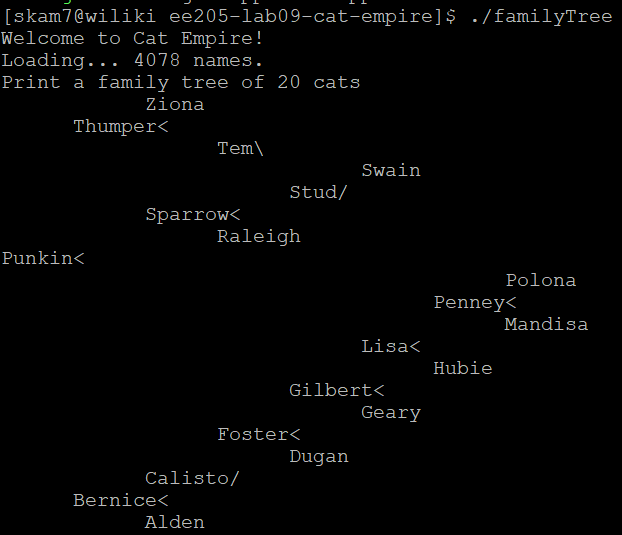 [skam7@wiliki ee205-lab09-cat-empire]$ ./familyTree
Welcome to Cat Empire!
Loading... 4078 names.
Print a family tree of 20 cats
            Ziona
      Thumper<
                  Tem\
                              Swain
                        Stud/
            Sparrow<
                  Raleigh
Punkin<
                                          Polona
                                    Penney<
                                          Mandisa
                              Lisa<
                                    Hubie
                        Gilbert<
                              Geary
                  Foster<
                        Dugan
            Calisto/
      Bernice<
            Alden